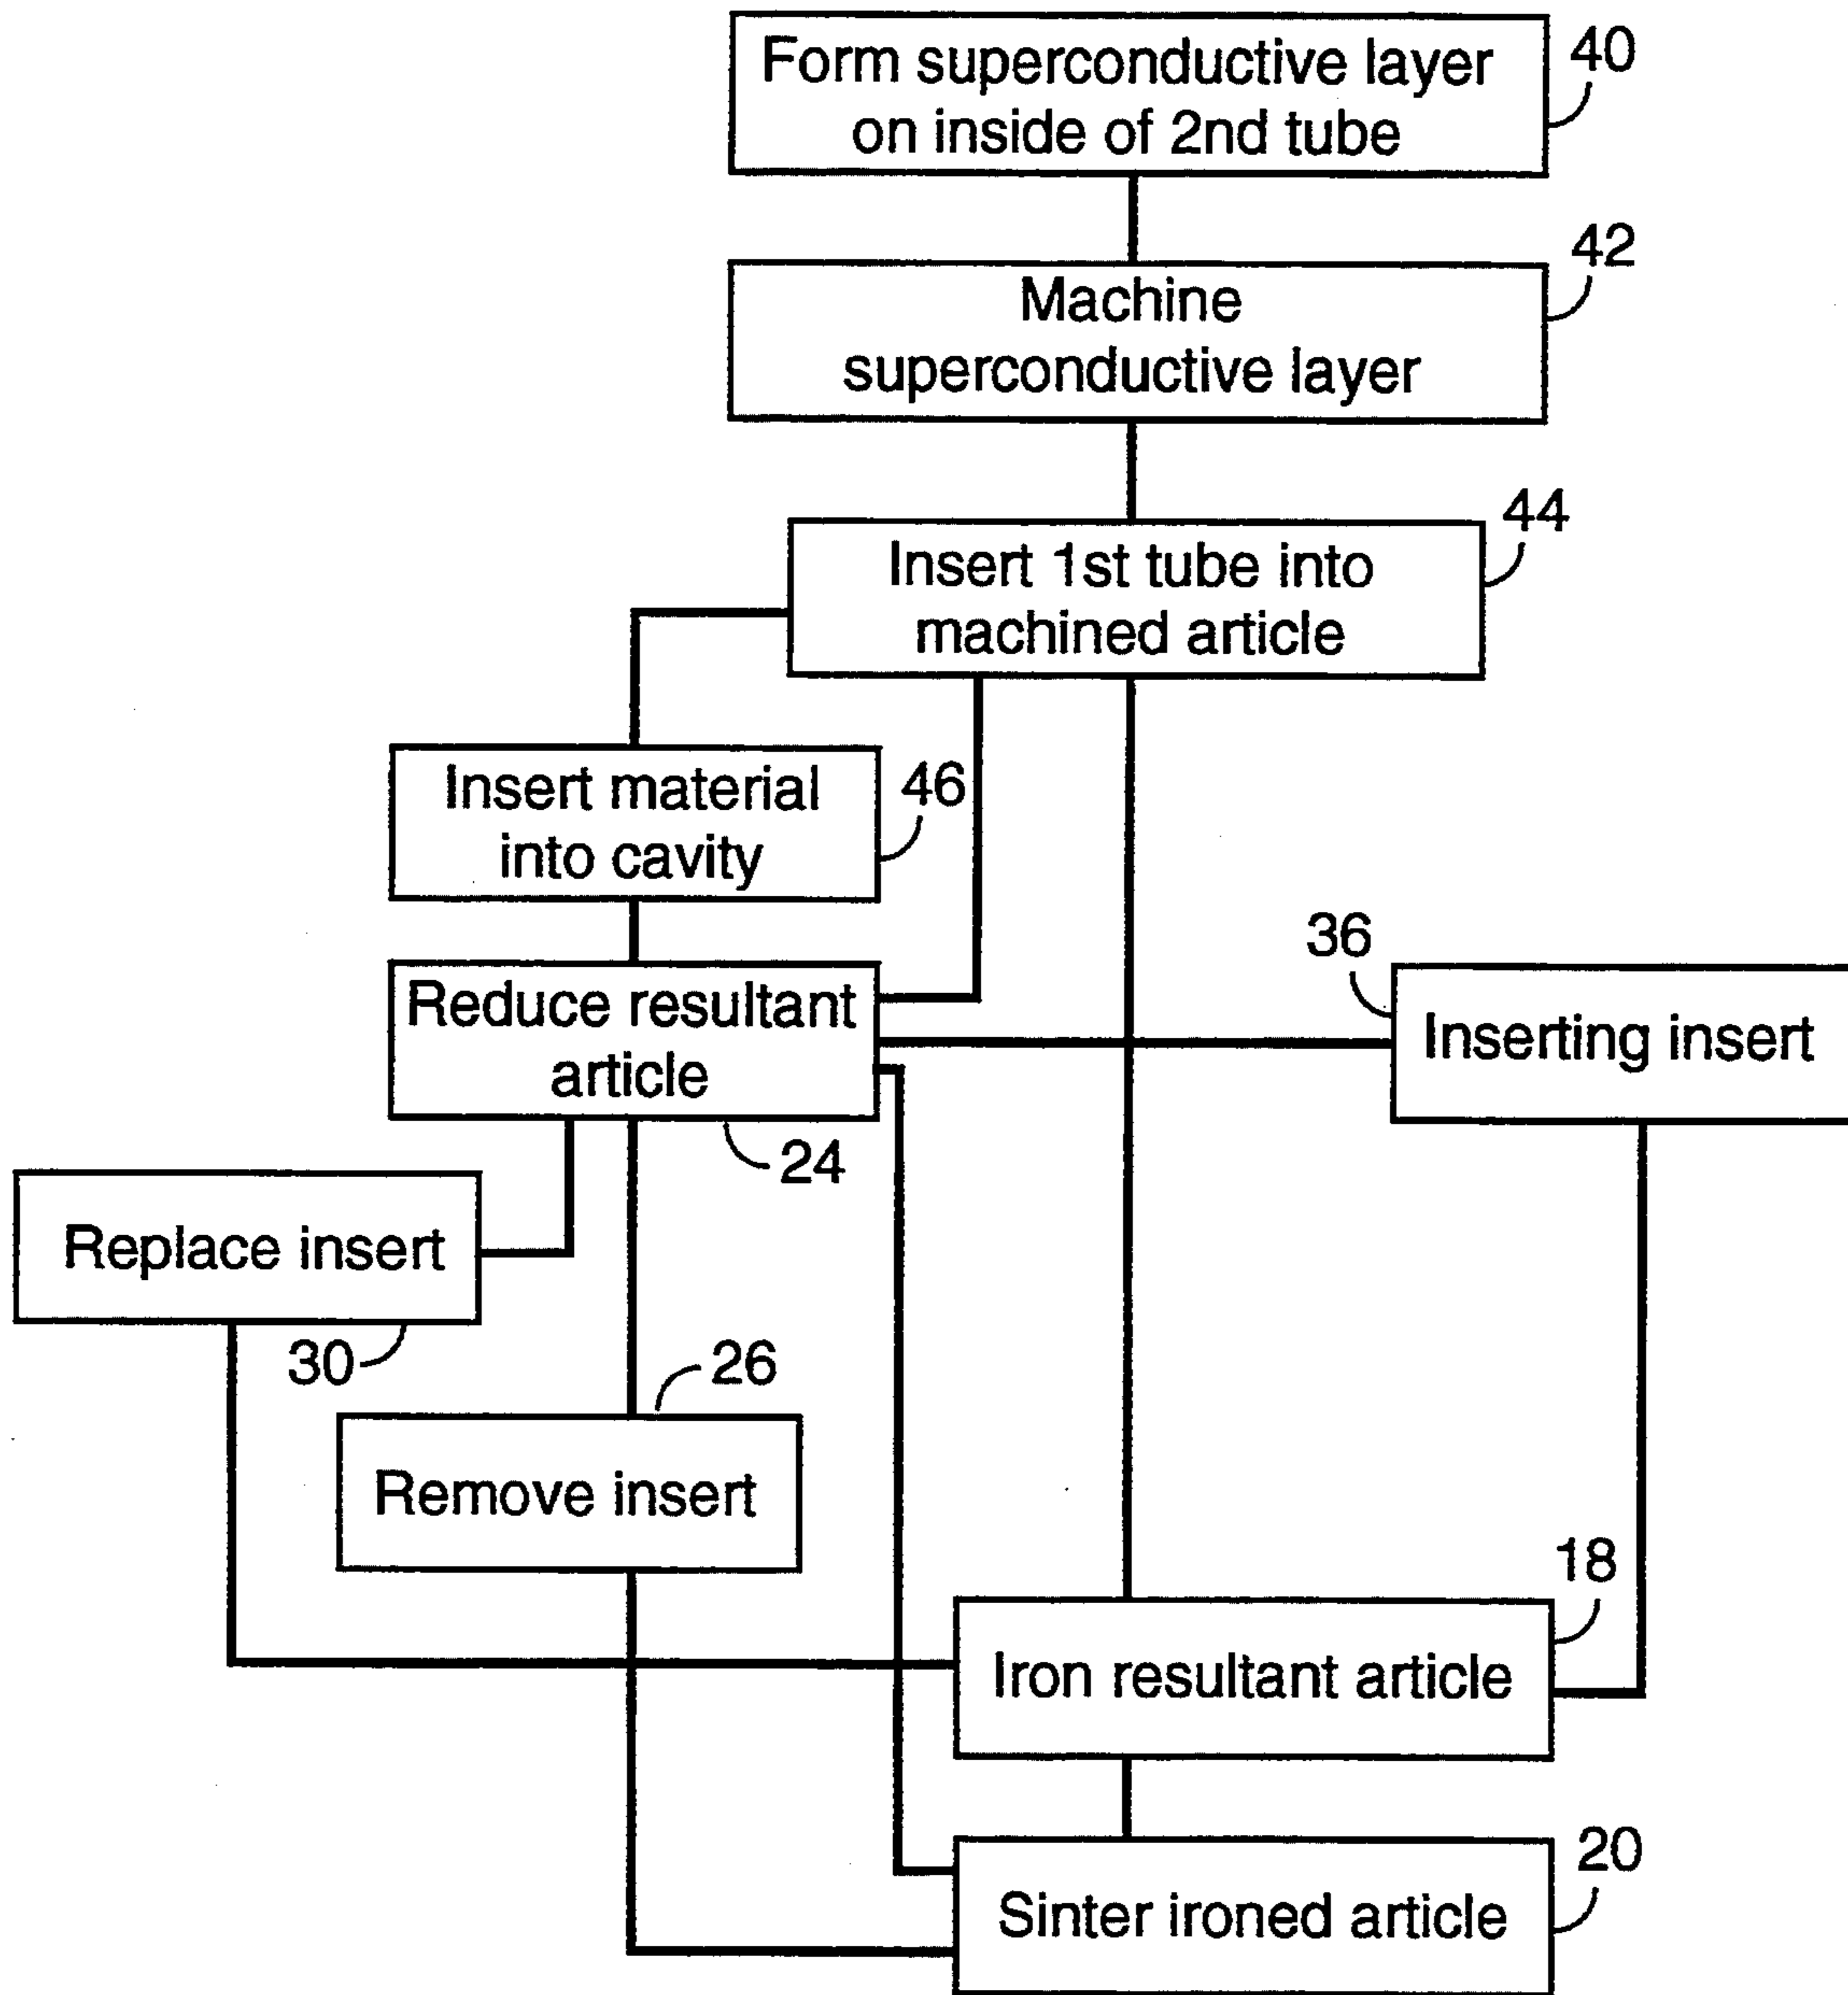 Form superconductive layer
on inside of 2nd tube
40
Machine
superconductive layer
42
Insert 1st tube into
machined article
44
Insert material
into cavity
46
Reduce resultant
article
24
36
Inserting insert
Replace insert
30
26
Remove insert
18
Iron resultant article
20
Sinter ironed article